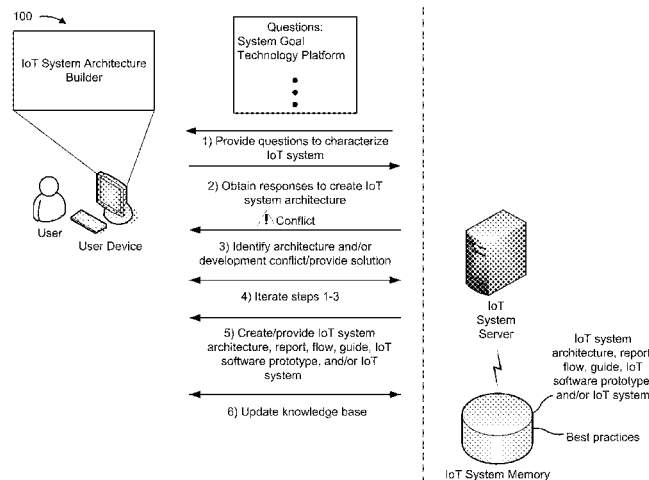 100
IoT System Architecture
Builder
Questions:
System Goal
Technology Platform
1) Provide questions to characterize
IoT system
2) Obtain responses to create IoT
system architecture
Conflict
User
User Device
3) Identify architecture and/or
development conflict/provide solution
4) Iterate steps 1-3
5) Create/provide IoT system
architecture, report, flow, guide, IoT
software prototype, and/or IoT
system
6) Update knowledge base
IoT
System
Server
IoT system
architecture, report
flow, guide, IoT
software prototype
and/or IoT system
Best practices
IoT System Memory